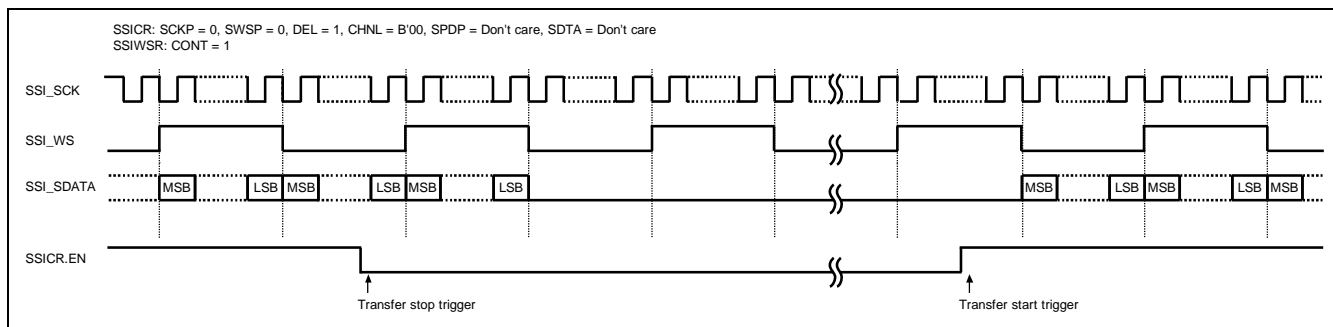 SSICR: SCKP = 0, SWSP = 0, DEL = 1, CHNL = B'00, SPDP = Don't care, SDTA = Don't care
SSIWSR: CONT = 1
SSI_SCK
SSI_WS
SSI_SDATA
MSB LSB MSB LSB MSB LSB MSB LSB MSB LSB MSB
SSICR.EN
Transfer stop trigger Transfer start trigger